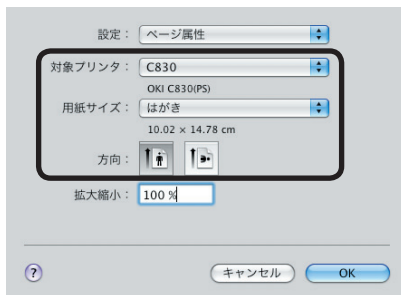 設定： ページ属性
対象プリンタ： C830
OKI C830(PS)
用紙サイズ： はがき
10.02 × 14.78 cm
方向：
拡大縮小： 100 %
? キャンセル OK